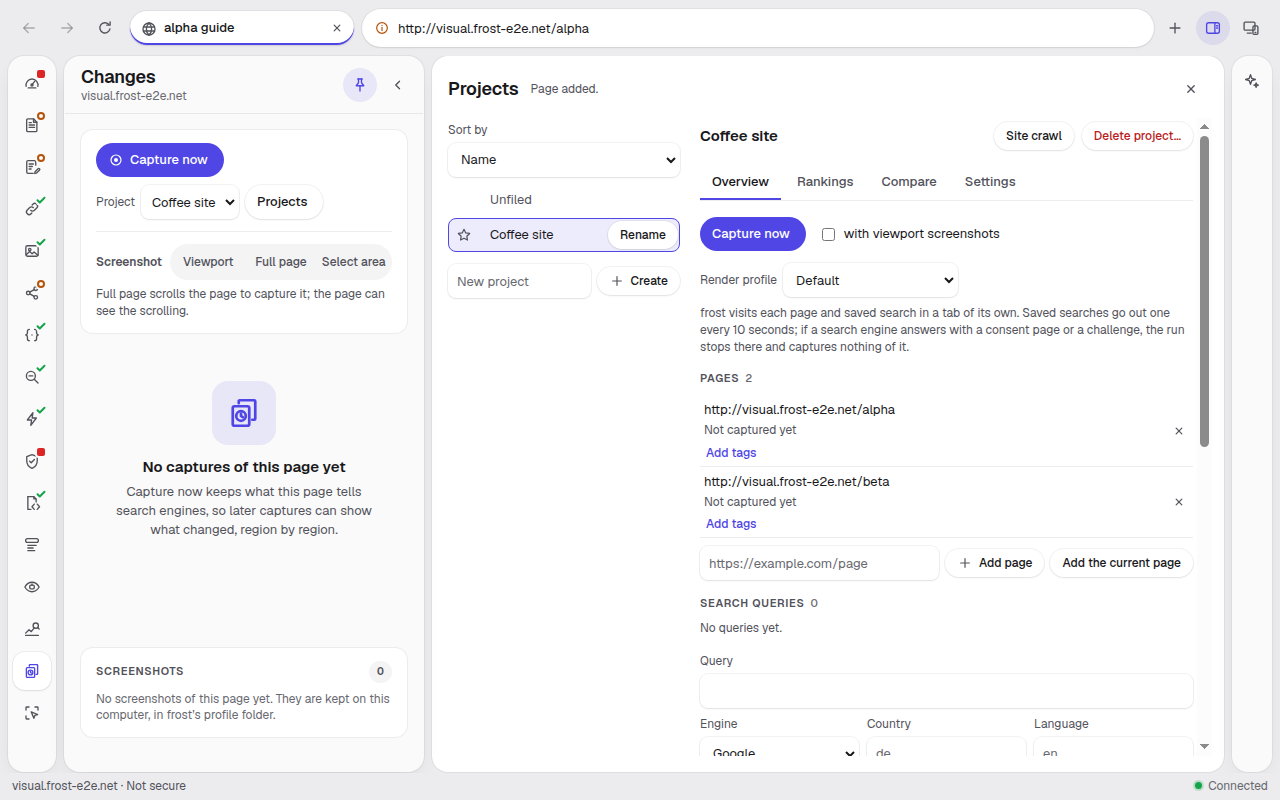 alpha guide
http://visual.frost-e2e.net/alpha
Changes
visual.frost-e2e.net
Capture now
Project
Coffee site
Projects
Screenshot
Viewport
Full page
Select area
Full page scrolls the page to capture it; the page can
see the scrolling.
No captures of this page yet
Capture now keeps what this page tells
search engines, so later captures can show
what changed, region by region.
SCREENSHOTS
0
No screenshots of this page yet. They are kept on this
computer, in frost's profile folder.
Projects
Page added.
Sort by
Name
Unfiled
Coffee site
Rename
New project
Create
Coffee site
Site crawl
Delete project…
Overview
Rankings
Compare
Settings
Capture now
with viewport screenshots
Render profile
Default
frost visits each page and saved search in a tab of its own. Saved searches go out one
every 10 seconds; if a search engine answers with a consent page or a challenge, the run
stops there and captures nothing of it.
PAGES 2
http://visual.frost-e2e.net/alpha
Not captured yet
Add tags
http://visual.frost-e2e.net/beta
Not captured yet
Add tags
https://example.com/page
Add page
Add the current page
SEARCH QUERIES 0
No queries yet.
Query
Engine
Country
Language
Google
de
en
visual.frost-e2e.net · Not secure
Connected